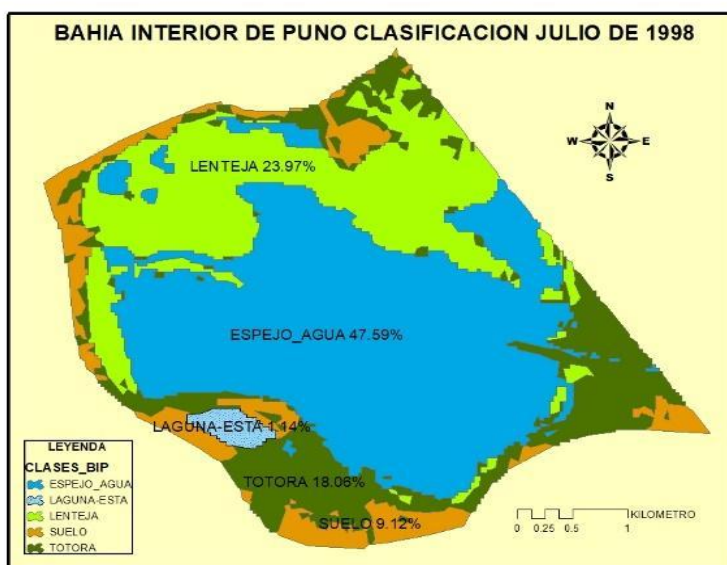 BAHIA INTERIOR DE PUNO CLASIFICACION JULIO DE 1998
N
W E
S
LENTEJA 23.97%
ESPEJO_AGUA 47.59%
LAGUNA-ESTA 1.14%
TOTORA 18.06%
SUELO 9.12%
LEYENDA
CLASES_BIP
ESPEJO_AGUA
LAGUNA-ESTA
LENTEJA
SUELO
TOTORA
KILOMETRO
0 0.25 0.5 1